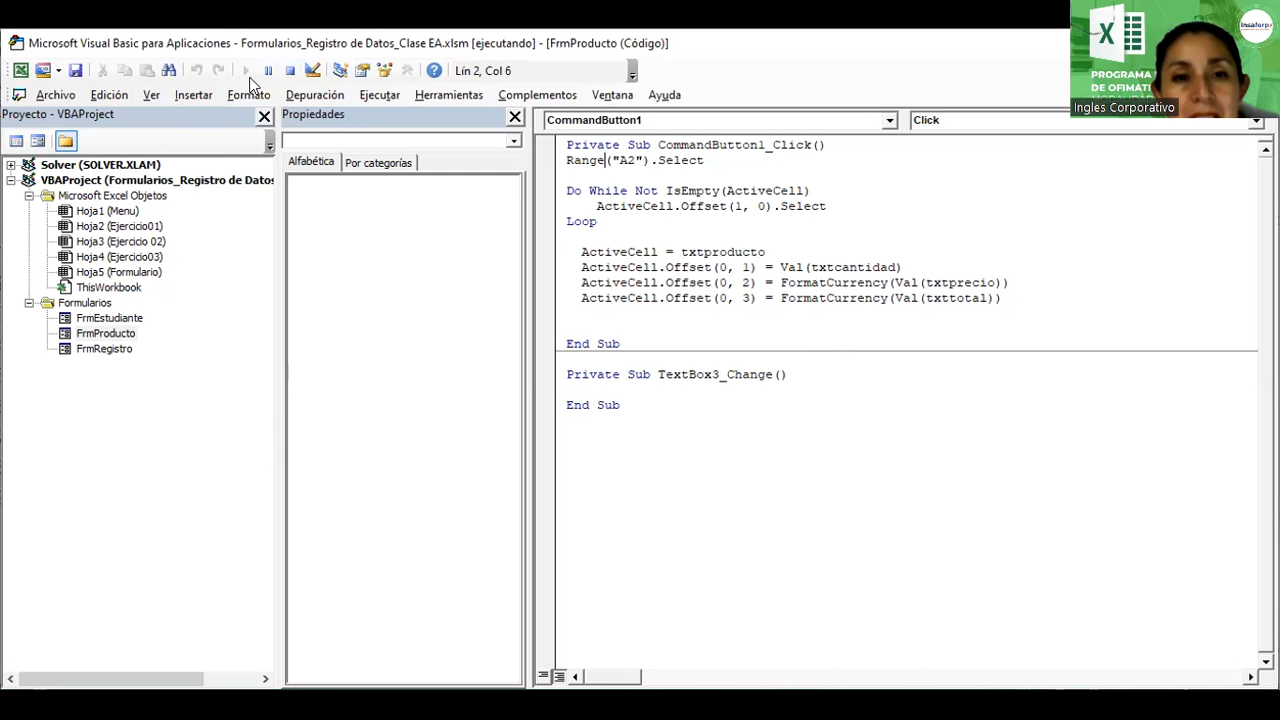 Microsoft Visual Basic para Aplicaciones - Formularios_Registro de Datos_Clase EA.xlsm [ejecutando] - [FrmProducto (Código)]
Lín 2, Col 6
Archivo Edición Ver Insertar Formato Depuración Ejecutar Herramientas Complementos Ventana Ayuda
Proyecto - VBAProject
Solver (SOLVER.XLAM)
VBAProject (Formularios_Registro de Datos
Microsoft Excel Objetos
Hoja1 (Menu)
Hoja2 (Ejercicio01)
Hoja3 (Ejercicio 02)
Hoja4 (Ejercicio03)
Hoja5 (Formulario)
ThisWorkbook
Formularios
FrmEstudiante
FrmProducto
FrmRegistro
Propiedades
Alfabética Por categorías
CommandButton1 Click
Private Sub CommandButton1_Click()
Range("A2").Select
Do While Not IsEmpty(ActiveCell)
ActiveCell.Offset(1, 0).Select
Loop
ActiveCell = txtproducto
ActiveCell.Offset(0, 1) = Val(txtcantidad)
ActiveCell.Offset(0, 2) = FormatCurrency(Val(txtprecio))
ActiveCell.Offset(0, 3) = FormatCurrency(Val(txttotal))
End Sub
Private Sub TextBox3_Change()
End Sub
X
Insaforp
PROGRAMA
DE OFIMAT
Ingles Corporativo